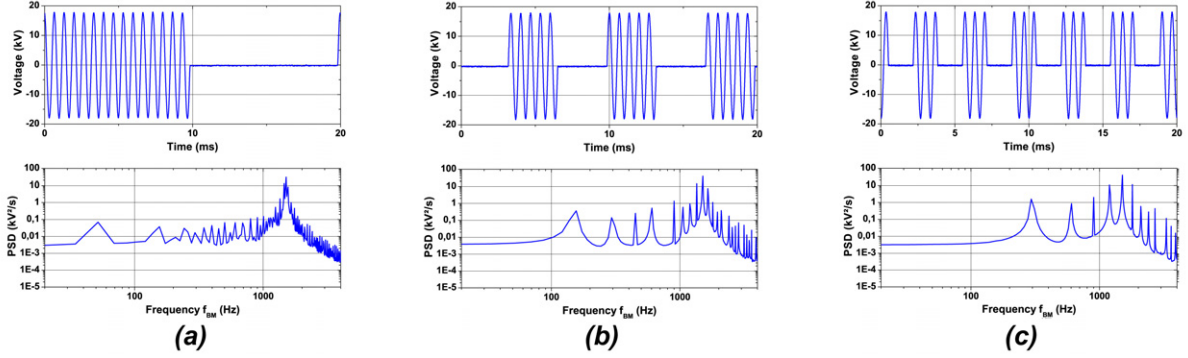 20
10
0
-10
-20
Voltage (kV)
0 10 20
Time (ms)
100
10
1
0,1
0,01
1E-3
1E-4
1E-5
PSD (kV²/s)
100 1000
Frequency f_BM (Hz)
(a)
20
10
0
-10
-20
Voltage (kV)
0 10 20
Time (ms)
100
10
1
0,1
0,01
1E-3
1E-4
1E-5
PSD (kV²/s)
100 1000
Frequency f_BM (Hz)
(b)
20
10
0
-10
-20
Voltage (kV)
0 5 10 15 20
Time (ms)
100
10
1
0,1
0,01
1E-3
1E-4
1E-5
PSD (kV²/s)
100 1000
Frequency f_BM (Hz)
(c)